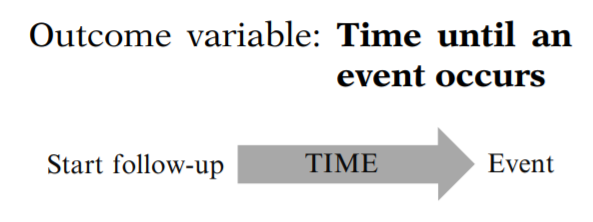 Outcome variable: Time until an
event occurs
Start follow-up TIME Event